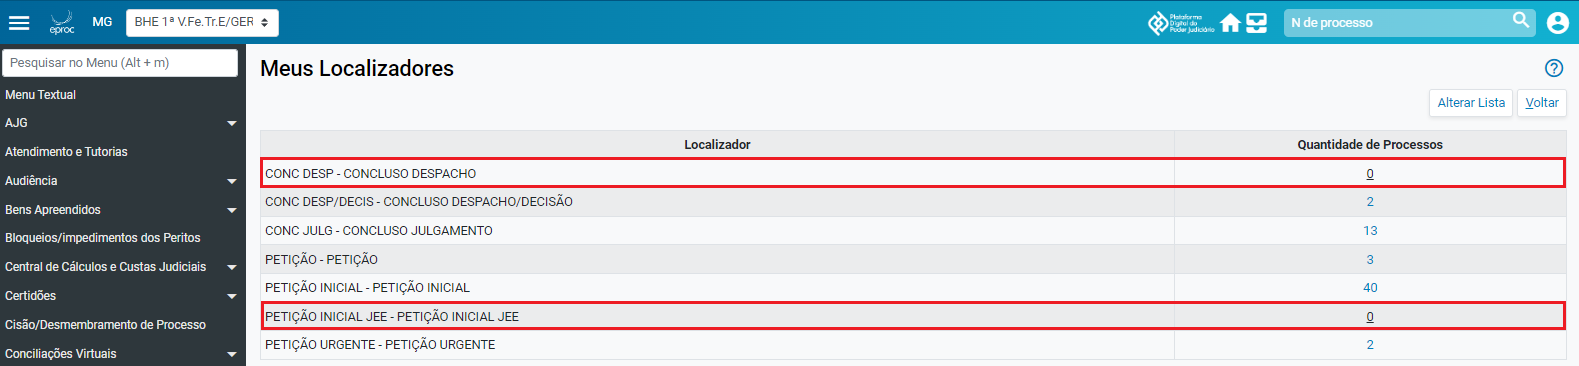 eproc
MG
BHE 1ª V.Fe.Tr.E/GER
Plataforma
Digital do
Poder Judiciário
N de processo
Pesquisar no Menu (Alt + m)
Menu Textual
AJG
Atendimento e Tutorias
Audiência
Bens Apreendidos
Bloqueios/impedimentos dos Peritos
Central de Cálculos e Custas Judiciais
Certidões
Cisão/Desmembramento de Processo
Conciliações Virtuais
Meus Localizadores
?
Alterar Lista Voltar
Localizador Quantidade de Processos
CONC DESP - CONCLUSO DESPACHO 0
CONC DESP/DECIS - CONCLUSO DESPACHO/DECISÃO 2
CONC JULG - CONCLUSO JULGAMENTO 13
PETIÇÃO - PETIÇÃO 3
PETIÇÃO INICIAL - PETIÇÃO INICIAL 40
PETIÇÃO INICIAL JEE - PETIÇÃO INICIAL JEE 0
PETIÇÃO URGENTE - PETIÇÃO URGENTE 2